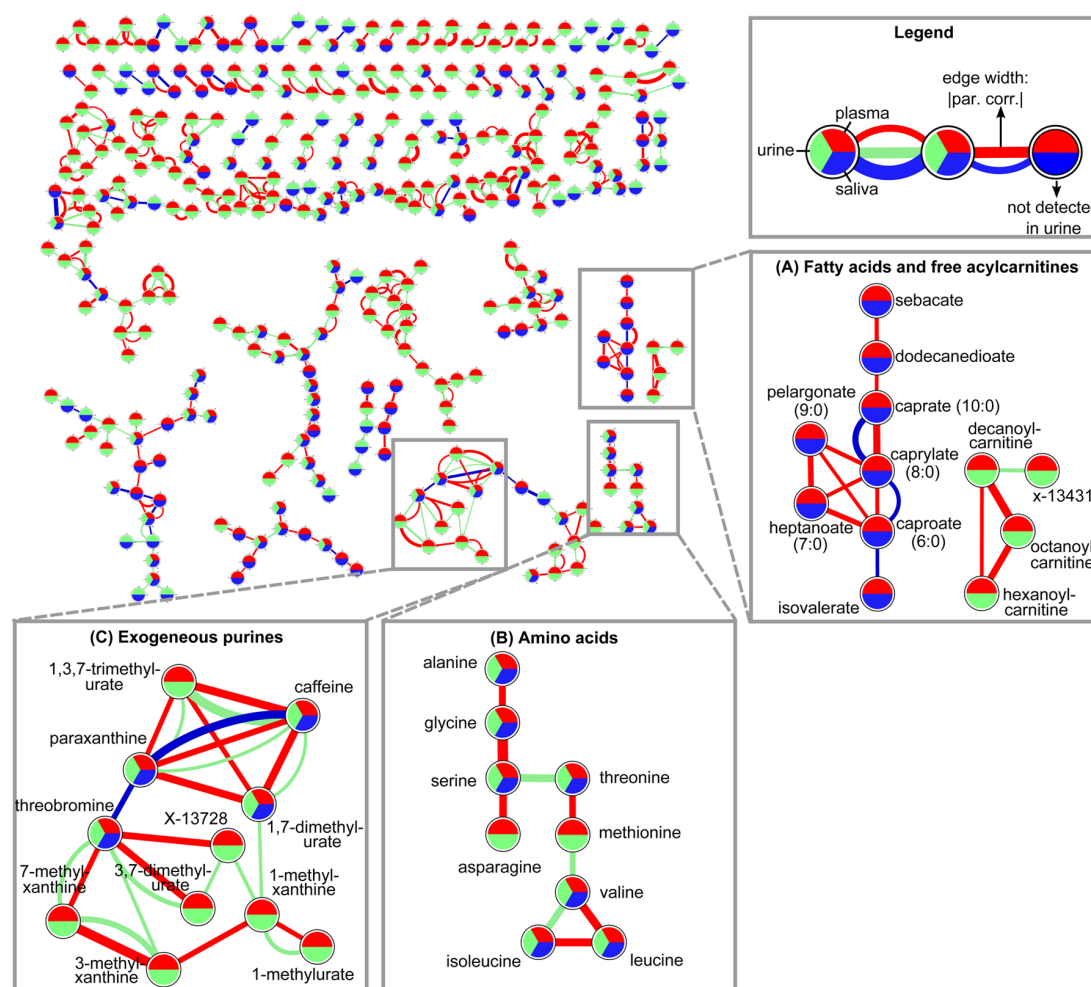 Legend
edge width:
|par. corr.|
plasma
urine
saliva
not detecte
in urine
(A) Fatty acids and free acylcarnitines
sebacate
dodecanedioate
pelargonate
(9:0)
caprate (10:0)
decanoyl-
carnitine
caprylate
(8:0)
x-13431
heptanoate
(7:0)
caproate
(6:0)
octanoyl
carnitine
isovalerate
hexanoyl-
carnitine
(C) Exogeneous purines
1,3,7-trimethyl-
urate
caffeine
paraxanthine
threobromine
X-13728
1,7-dimethyl-
urate
7-methyl-
xanthine
3,7-dimethyl-
urate
1-methyl-
xanthine
3-methyl-
xanthine
1-methylurate
(B) Amino acids
alanine
glycine
serine
threonine
methionine
asparagine
valine
isoleucine
leucine